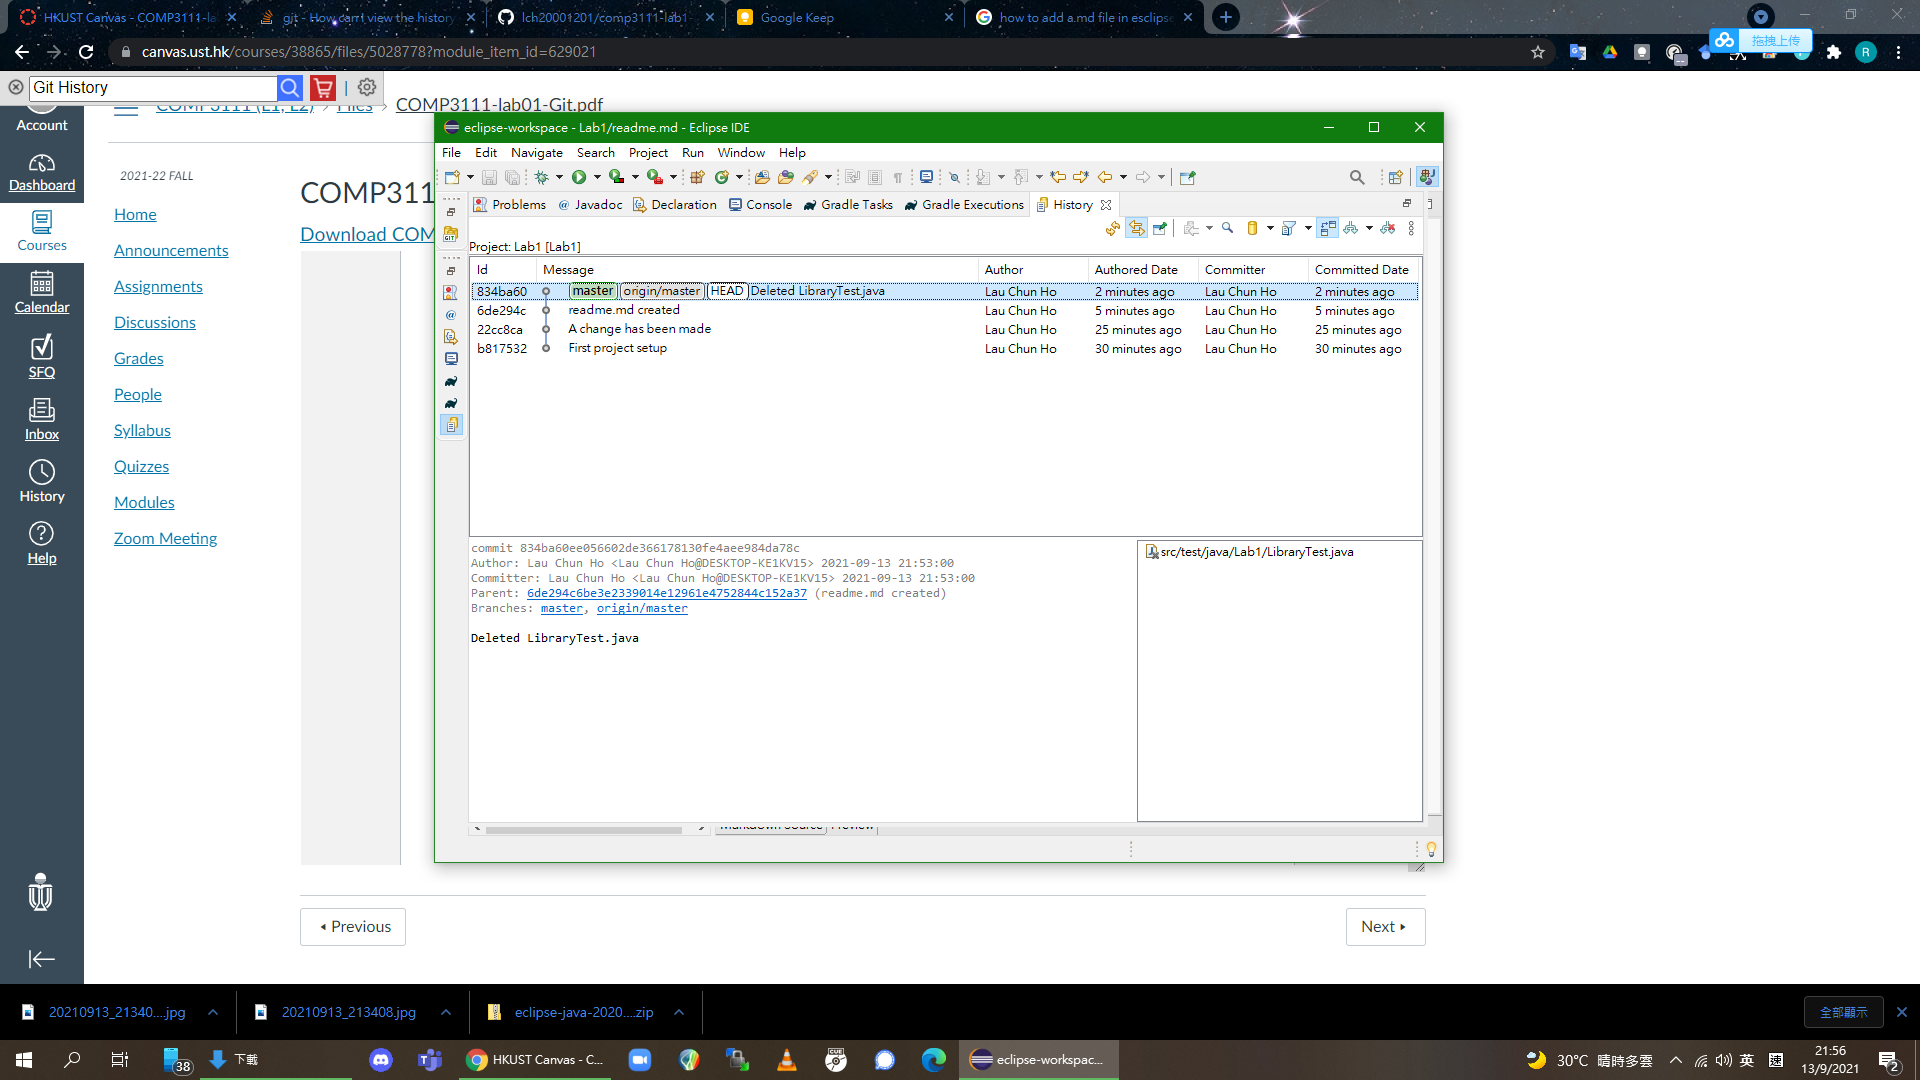 HKUST Canvas - COMP3111-la
git - How can I view the history
lch20001201/comp3111-lab1
Google Keep
how to add a.md file in esclipse
canvas.ust.hk/courses/38865/files/5028778?module_item_id=629021
拖拽上传
R
Git History
COMP3111 (L1, L2) › Files › COMP3111-lab01-Git.pdf
Account
Dashboard
Courses
Calendar
SFQ
Inbox
History
Help
2021-22 FALL
Home
Announcements
Assignments
Discussions
Grades
People
Syllabus
Quizzes
Modules
Zoom Meeting
COMP3111
Download COM
eclipse-workspace - Lab1/readme.md - Eclipse IDE
File Edit Navigate Search Project Run Window Help
Problems @ Javadoc Declaration Console Gradle Tasks Gradle Executions History
Project: Lab1 [Lab1]
Id Message Author Authored Date Committer Committed Date
834ba60 master origin/master HEAD Deleted LibraryTest.java Lau Chun Ho 2 minutes ago Lau Chun Ho 2 minutes ago
6de294c readme.md created Lau Chun Ho 5 minutes ago Lau Chun Ho 5 minutes ago
22cc8ca A change has been made Lau Chun Ho 25 minutes ago Lau Chun Ho 25 minutes ago
b817532 First project setup Lau Chun Ho 30 minutes ago Lau Chun Ho 30 minutes ago
commit 834ba60ee056602de366178130fe4aee984da78c
Author: Lau Chun Ho <Lau Chun Ho@DESKTOP-KE1KV15> 2021-09-13 21:53:00
Committer: Lau Chun Ho <Lau Chun Ho@DESKTOP-KE1KV15> 2021-09-13 21:53:00
Parent: 6de294c6be3e2339014e12961e4752844c152a37 (readme.md created)
Branches: master, origin/master
Deleted LibraryTest.java
src/test/java/Lab1/LibraryTest.java
Markdown Source Preview
Previous
Next
20210913_21340....jpg
20210913_213408.jpg
eclipse-java-2020....zip
全部顯示
38
下載
HKUST Canvas - C...
eclipse-workspac...
30°C 晴時多雲
英
速
21:56
13/9/2021
2